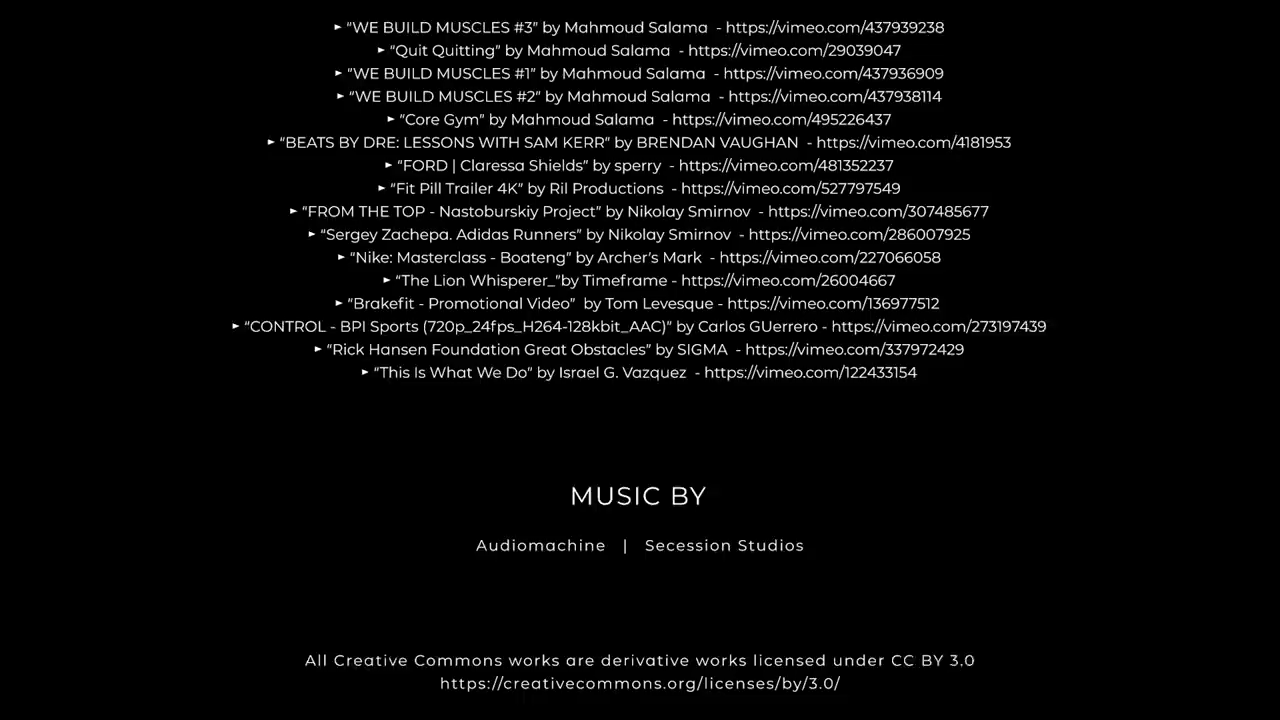 ► “WE BUILD MUSCLES #3” by Mahmoud Salama - https://vimeo.com/437939238
► “Quit Quitting” by Mahmoud Salama - https://vimeo.com/29039047
► “WE BUILD MUSCLES #1” by Mahmoud Salama - https://vimeo.com/437936909
► “WE BUILD MUSCLES #2” by Mahmoud Salama - https://vimeo.com/437938114
► “Core Gym” by Mahmoud Salama - https://vimeo.com/495226437
► “BEATS BY DRE: LESSONS WITH SAM KERR” by BRENDAN VAUGHAN - https://vimeo.com/4181953
► “FORD | Claressa Shields” by sperry - https://vimeo.com/481352237
► “Fit Pill Trailer 4K” by Ril Productions - https://vimeo.com/527797549
► “FROM THE TOP - Nastoburskiy Project” by Nikolay Smirnov - https://vimeo.com/307485677
► “Sergey Zachepa. Adidas Runners” by Nikolay Smirnov - https://vimeo.com/286007925
► “Nike: Masterclass - Boateng” by Archer’s Mark - https://vimeo.com/227066058
► “The Lion Whisperer_”by Timeframe - https://vimeo.com/26004667
► “Brakefit - Promotional Video” by Tom Levesque - https://vimeo.com/136977512
► “CONTROL - BPI Sports (720p_24fps_H264-128kbit_AAC)” by Carlos GUerrero - https://vimeo.com/273197439
► “Rick Hansen Foundation Great Obstacles” by SIGMA - https://vimeo.com/337972429
► “This Is What We Do” by Israel G. Vazquez - https://vimeo.com/122433154
MUSIC BY
Audiomachine | Secession Studios
All Creative Commons works are derivative works licensed under CC BY 3.0
https://creativecommons.org/licenses/by/3.0/